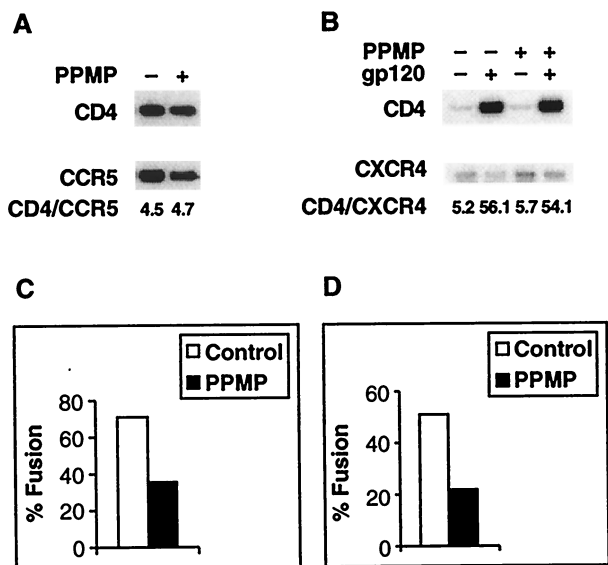 A
PPMP − +
CD4
CCR5
CD4/CCR5 4.5 4.7
B
PPMP − − + +
gp120 − + − +
CD4
CXCR4
CD4/CXCR4 5.2 56.1 5.7 54.1
C
Control
PPMP
% Fusion
80
60
40
20
0
D
Control
PPMP
% Fusion
60
40
20
0